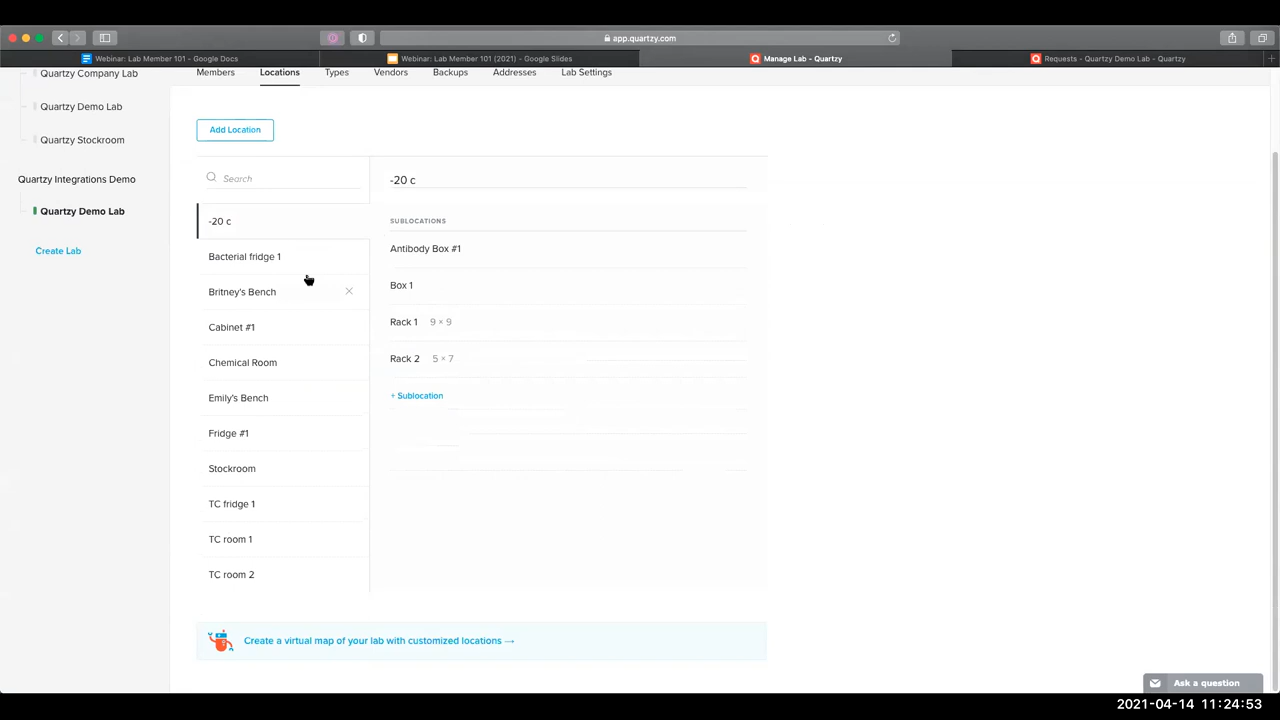 app.quartzy.com
Webinar: Lab Member 101 - Google Docs
Webinar: Lab Member 101 (2021) - Google Slides
Manage Lab - Quartzy
Requests - Quartzy Demo Lab - Quartzy
Quartzy Company Lab
Quartzy Demo Lab
Quartzy Stockroom
Quartzy Integrations Demo
Quartzy Demo Lab
Create Lab
Members Locations Types Vendors Backups Addresses Lab Settings
Add Location
Search
-20 c
Bacterial fridge 1
Britney's Bench
Cabinet #1
Chemical Room
Emily's Bench
Fridge #1
Stockroom
TC fridge 1
TC room 1
TC room 2
-20 c
SUBLOCATIONS
Antibody Box #1
Box 1
Rack 1 9 × 9
Rack 2 5 × 7
+ Sublocation
Create a virtual map of your lab with customized locations →
Ask a question
2021-04-14 11:24:53